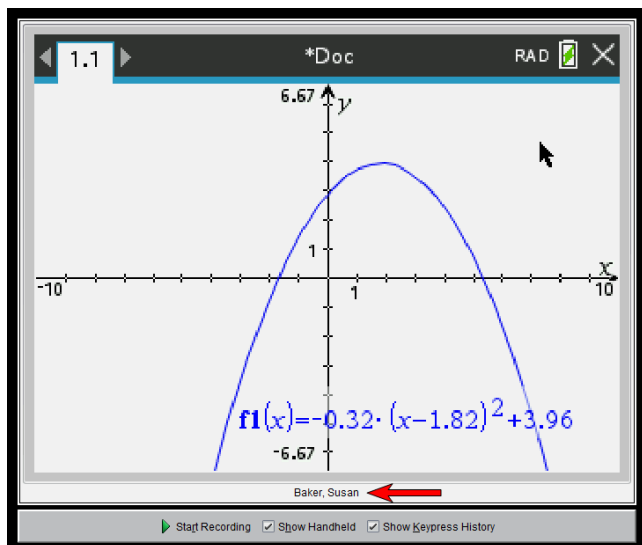 1.1 *Doc RAD
6.67 y
1
x
-10 1 10
f1(x)=-0.32·(x-1.82)²+3.96
-6.67
Baker, Susan
Start Recording Show Handheld Show Keypress History